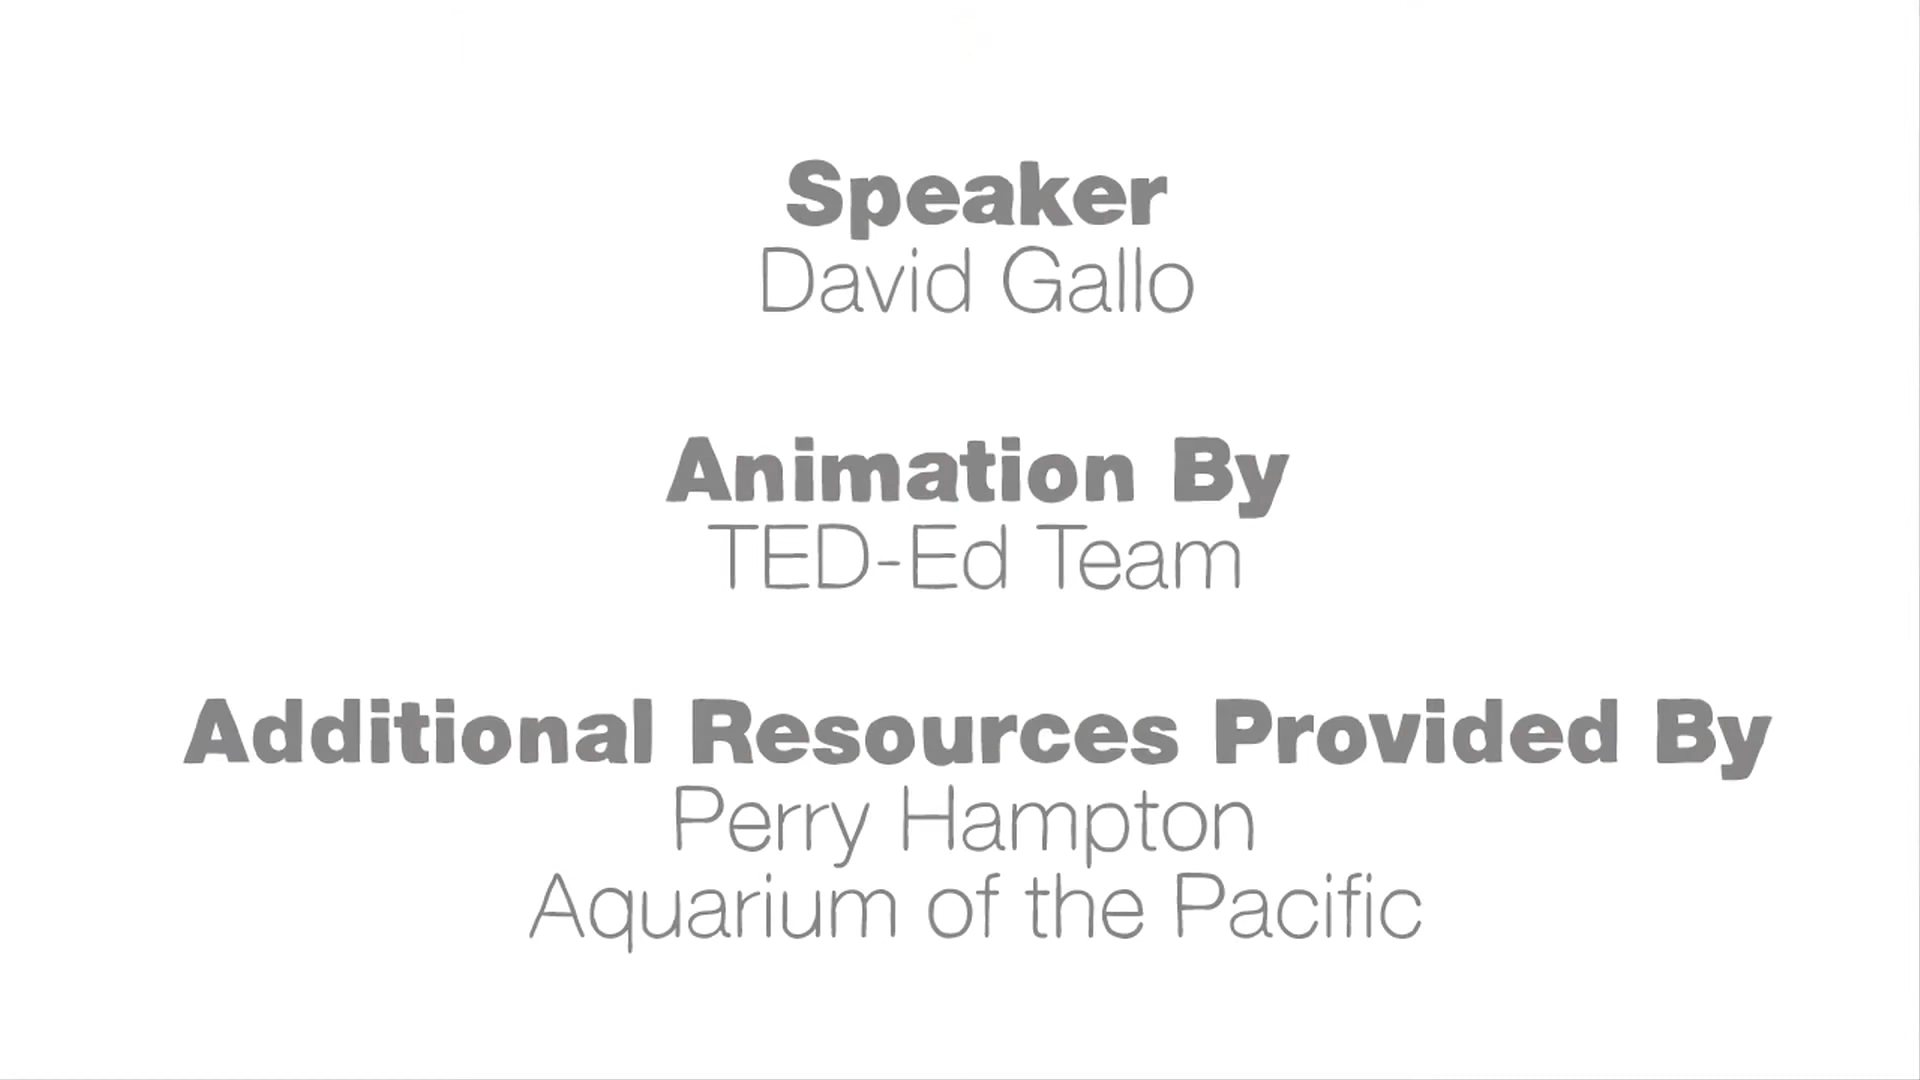 Speaker
David Gallo
Animation By
TED-Ed Team
Additional Resources Provided By
Perry Hampton
Aquarium of the Pacific